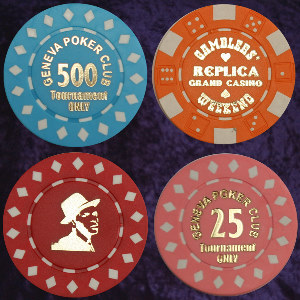 GENEVA POKER CLUB
500
Tournament
ONLY
GAMBLERS'
REPLICA
GRAND CASINO
WEEKEND
GENEVA POKER CLUB
25
Tournament
ONLY